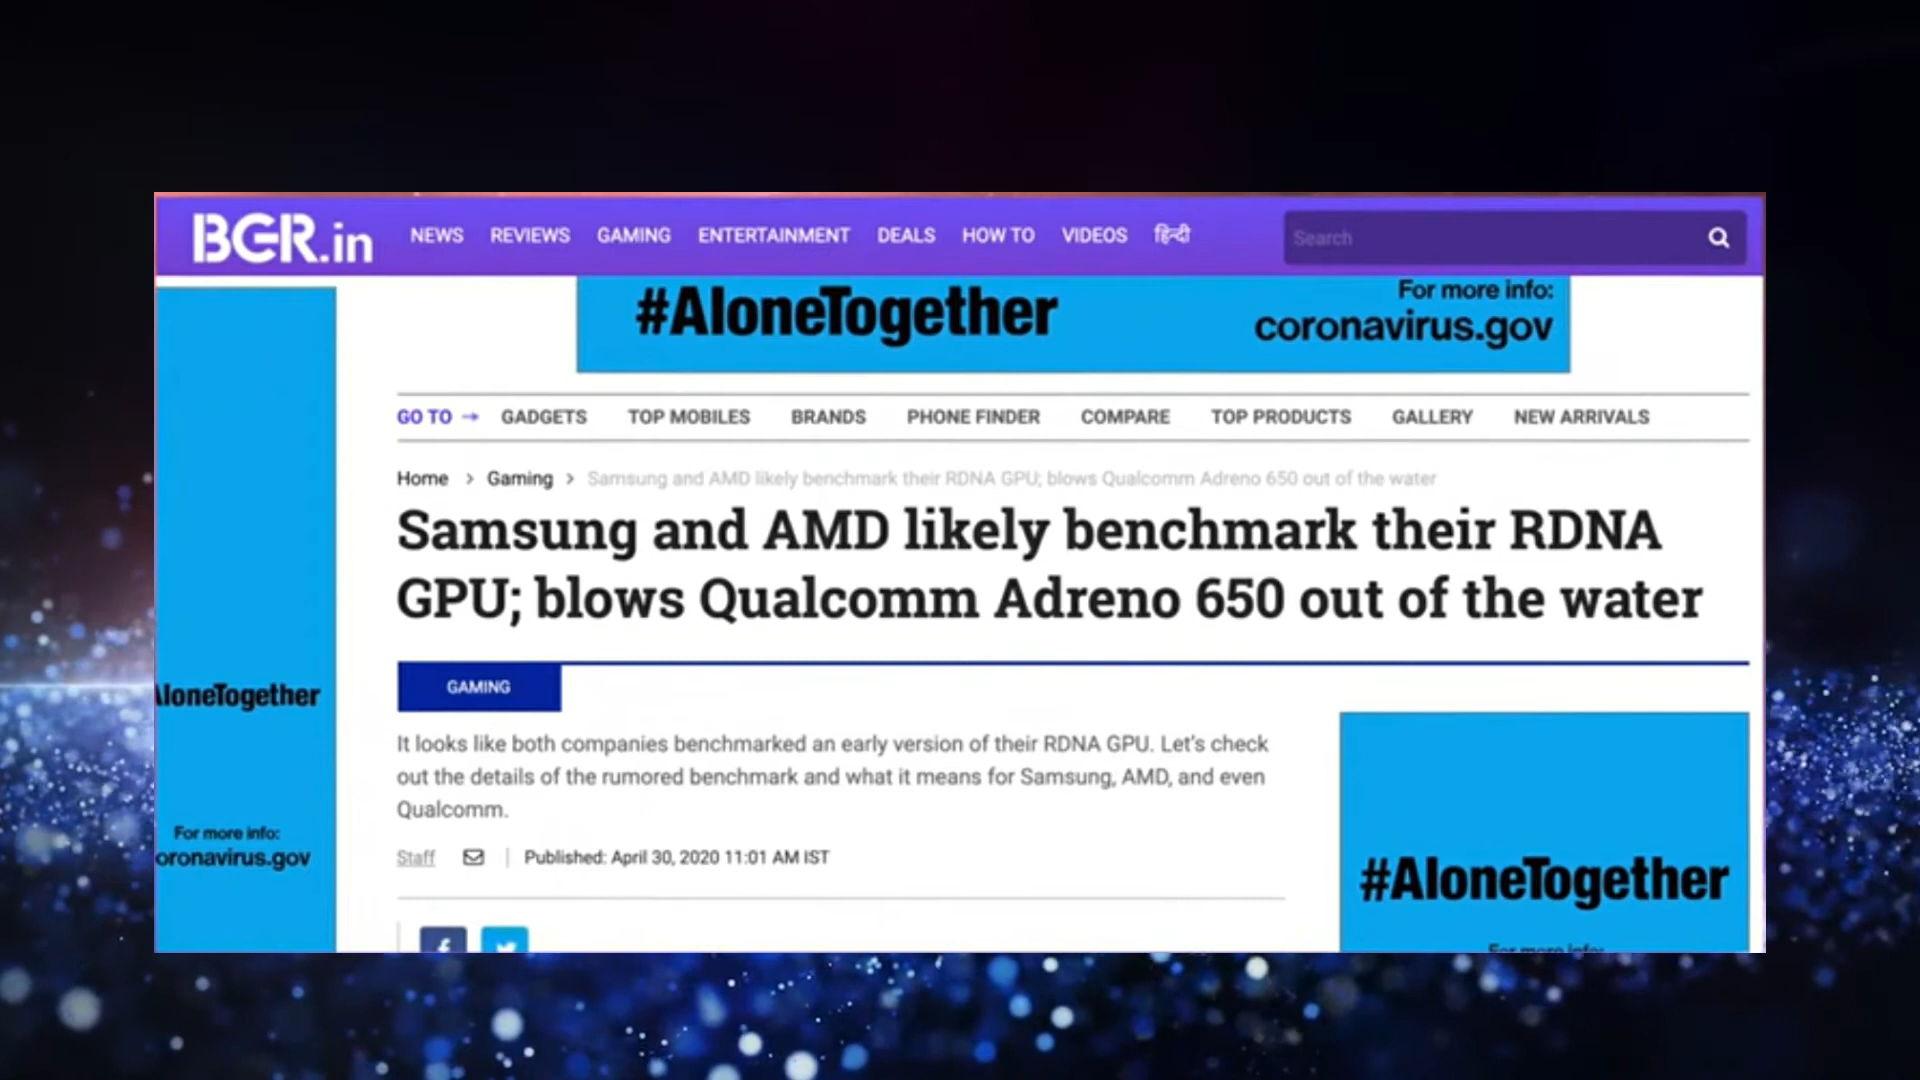 BGR.in NEWS REVIEWS GAMING ENTERTAINMENT DEALS HOW TO VIDEOS हिन्दी Search
#AloneTogether
For more info:
coronavirus.gov
GO TO → GADGETS TOP MOBILES BRANDS PHONE FINDER COMPARE TOP PRODUCTS GALLERY NEW ARRIVALS
Home > Gaming > Samsung and AMD likely benchmark their RDNA GPU; blows Qualcomm Adreno 650 out of the water
Samsung and AMD likely benchmark their RDNA
GPU; blows Qualcomm Adreno 650 out of the water
GAMING
It looks like both companies benchmarked an early version of their RDNA GPU. Let's check
out the details of the rumored benchmark and what it means for Samsung, AMD, and even
Qualcomm.
Staff | Published: April 30, 2020 11:01 AM IST
AloneTogether
For more info:
oronavirus.gov
#AloneTogether
For more info: